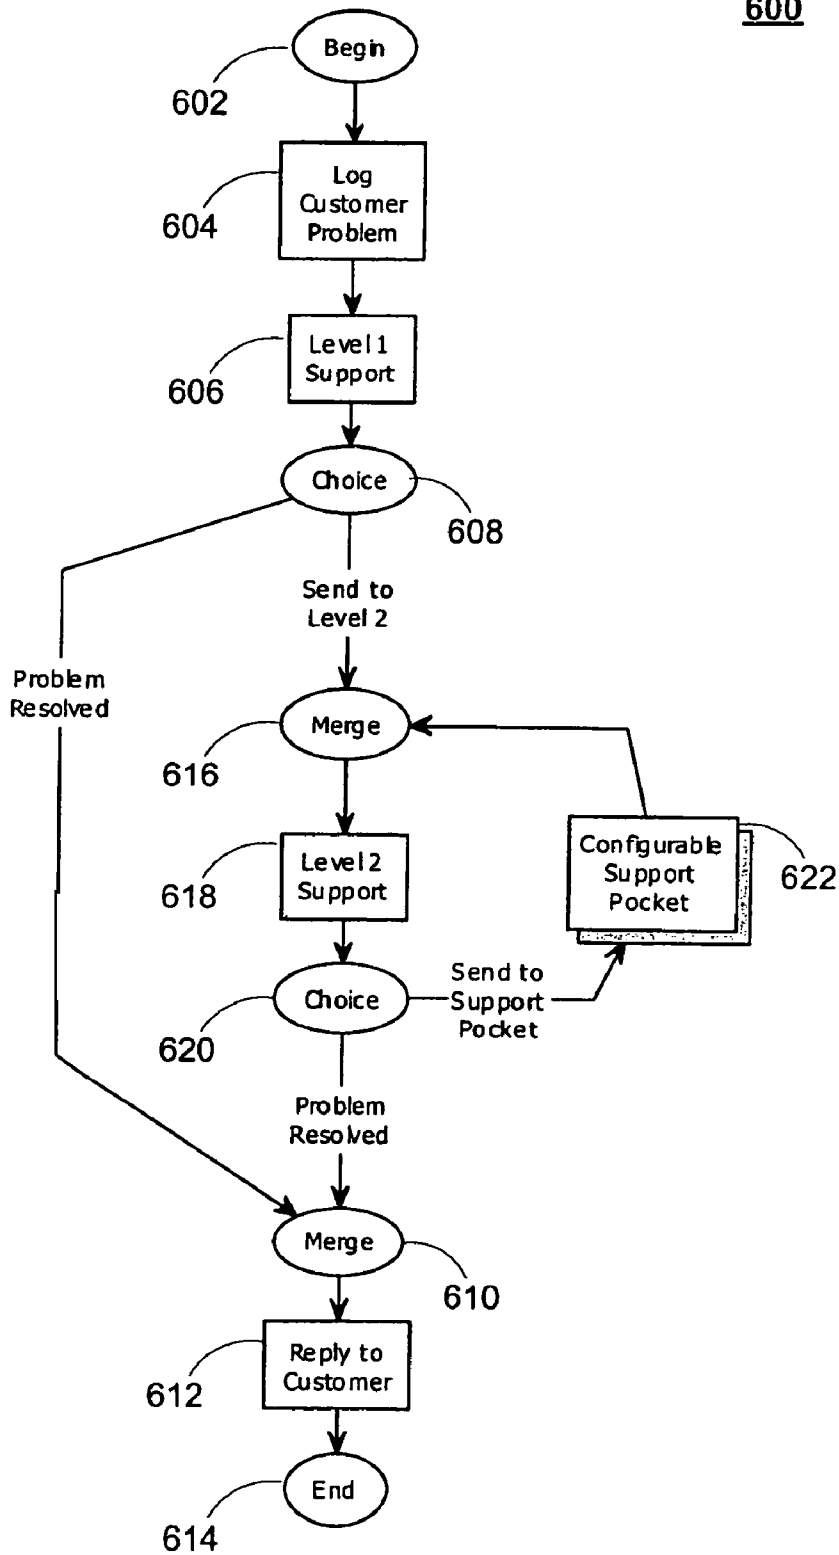 600
Begin
602
Log
Customer
Problem
604
Level 1
Support
606
Choice
608
Send to
Level 2
Problem
Resolved
Merge
616
Level 2
Support
618
Configurable
Support
Pocket
622
Choice
620
Send to
Support
Pocket
Problem
Resolved
Merge
610
Reply to
Customer
612
End
614